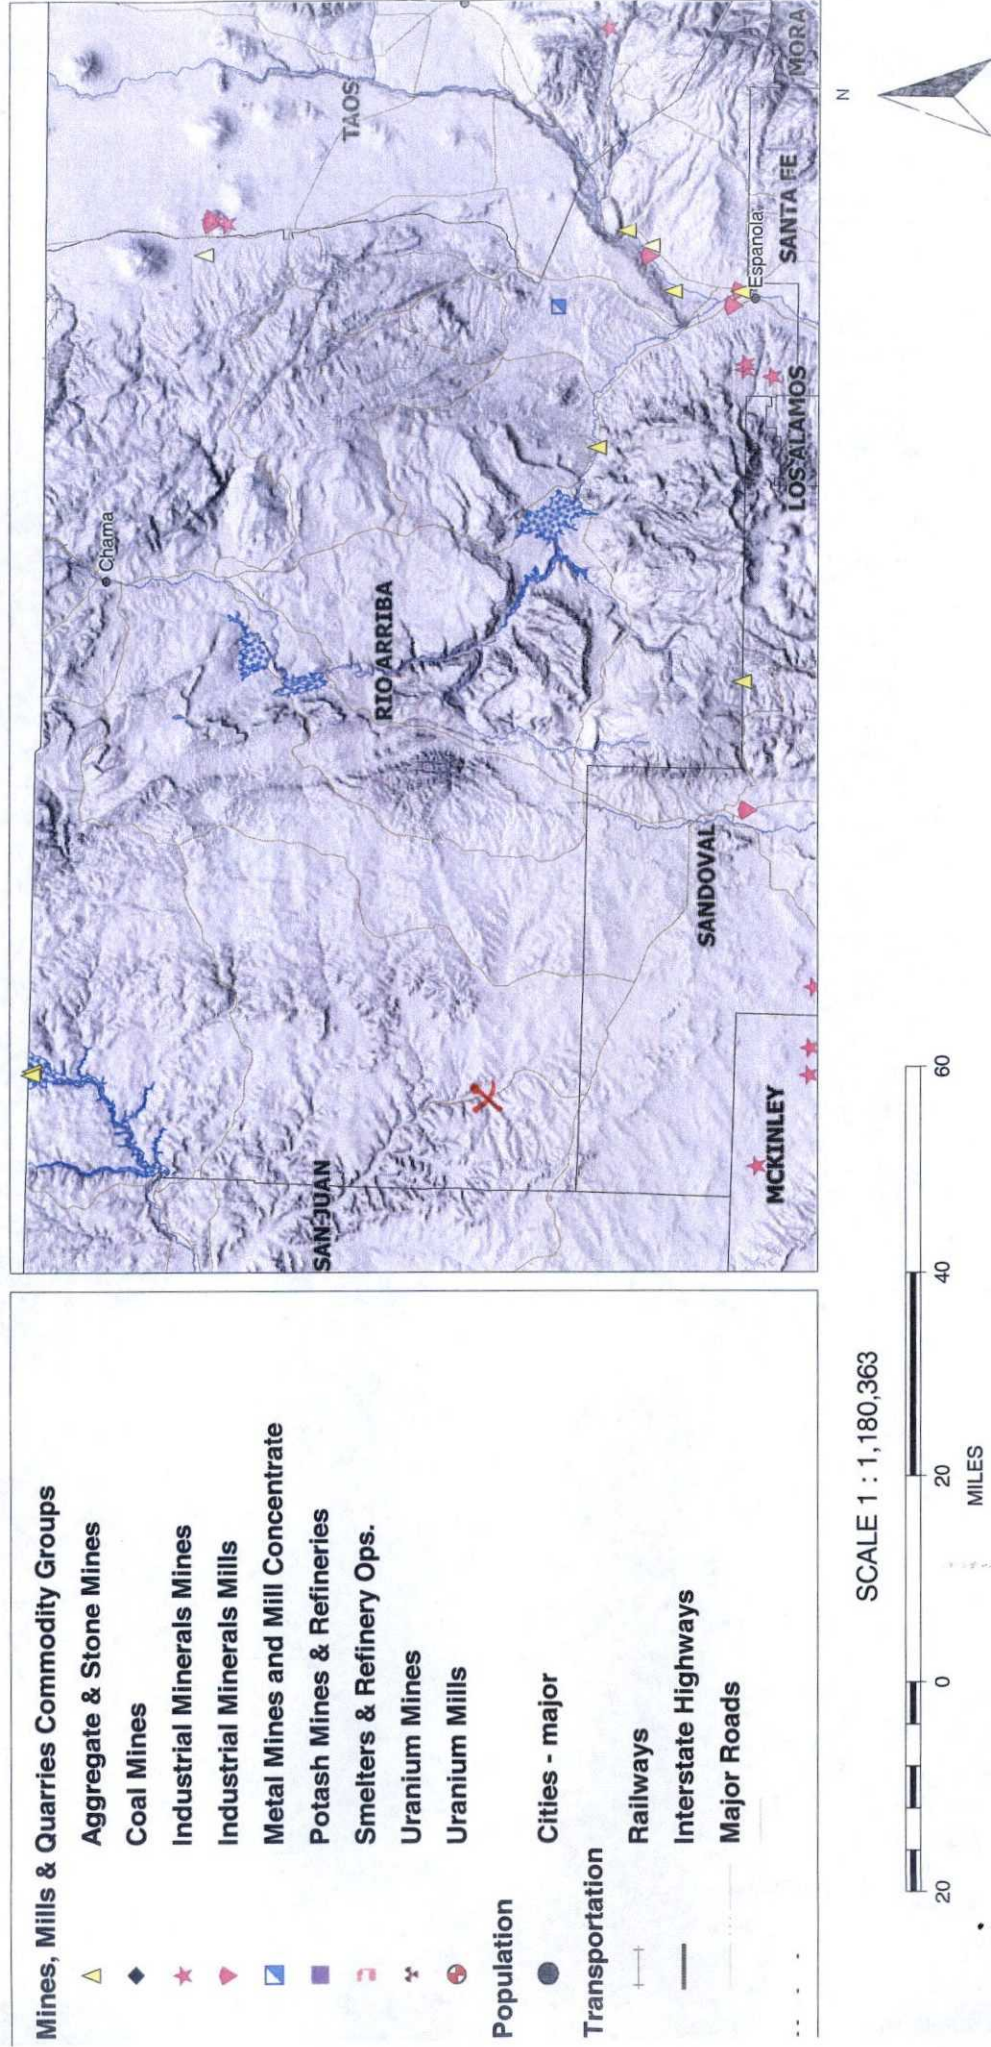 Mines, Mills & Quarries Commodity Groups
Aggregate & Stone Mines
Coal Mines
Industrial Minerals Mines
Industrial Minerals Mills
Metal Mines and Mill Concentrate
Potash Mines & Refineries
Smelters & Refinery Ops.
Uranium Mines
Uranium Mills
Population
Cities - major
Transportation
Railways
Interstate Highways
Major Roads
Chama
TAOS
SAN JUAN
RIO ARRIBA
MORA
SANDOVAL
Espanola
SANTA FE
MCKINLEY
LOS ALAMOS
SCALE 1 : 1,180,363
20 0 20 40 60
MILES
N